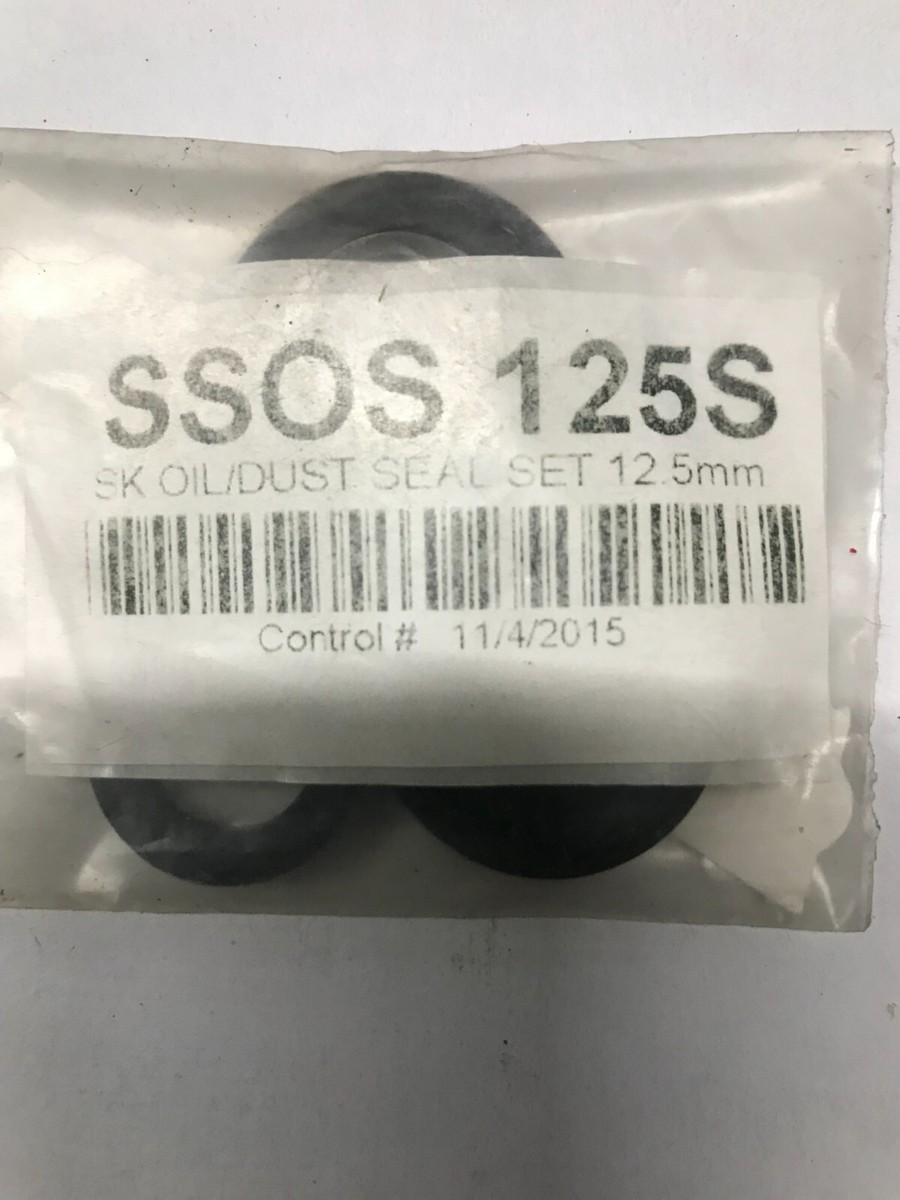 SSOS 125S
SK OIL/DUST SEAL SET 12.5mm
Control # 11/4/2015